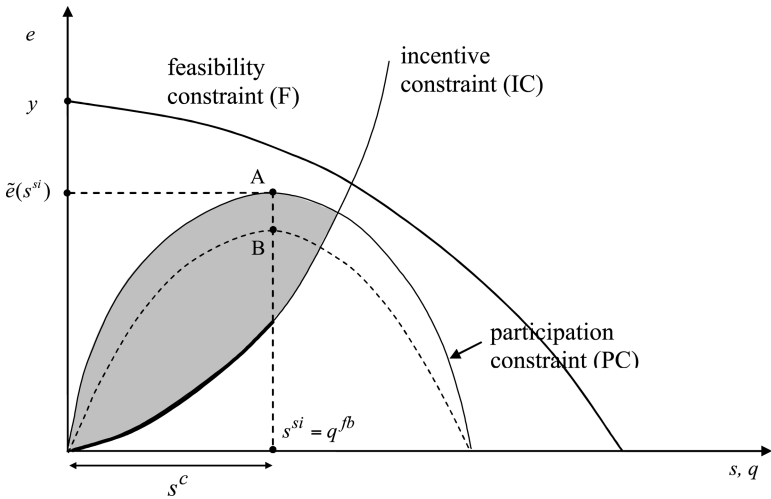 e
incentive
constraint (IC)
feasibility
constraint (F)
y
A
ẽ(s^{si})
B
participation
constraint (PC)
s^{si} = q^{fb}
s, q
s^c